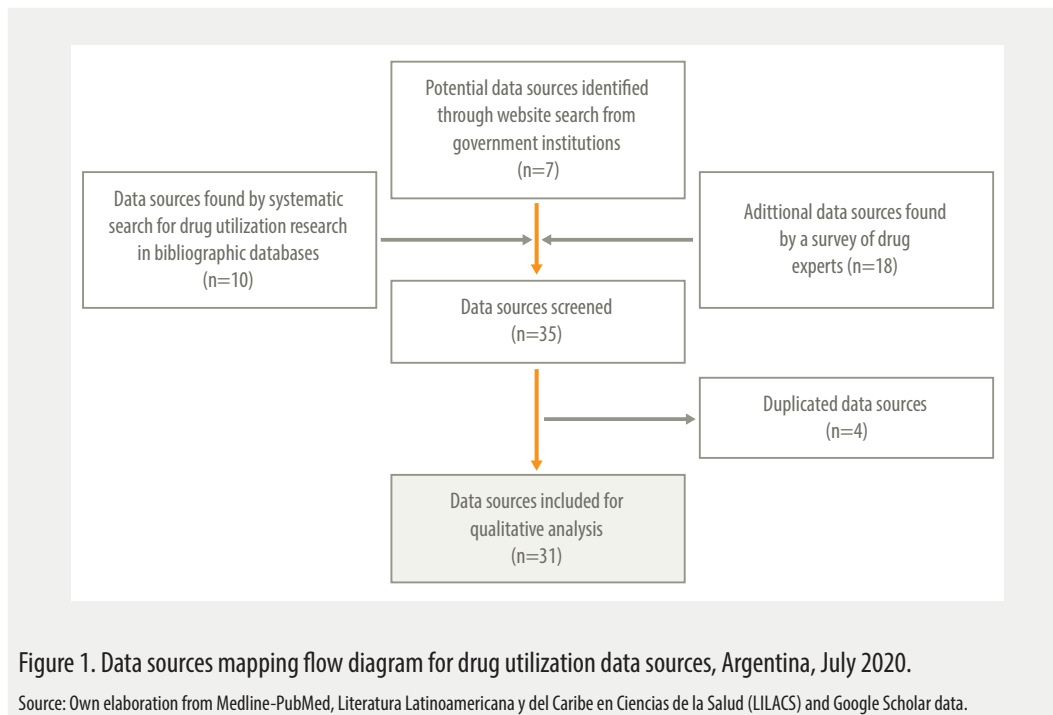 Potential data sources identified
through website search from
government institutions
(n=7)
Data sources found by systematic
search for drug utilization research
in bibliographic databases
(n=10)
Adittional data sources found
by a survey of drug
experts (n=18)
Data sources screened
(n=35)
Duplicated data sources
(n=4)
Data sources included for
qualitative analysis
(n=31)
Figure 1. Data sources mapping flow diagram for drug utilization data sources, Argentina, July 2020.
Source: Own elaboration from Medline-PubMed, Literatura Latinoamericana y del Caribe en Ciencias de la Salud (LILACS) and Google Scholar data.